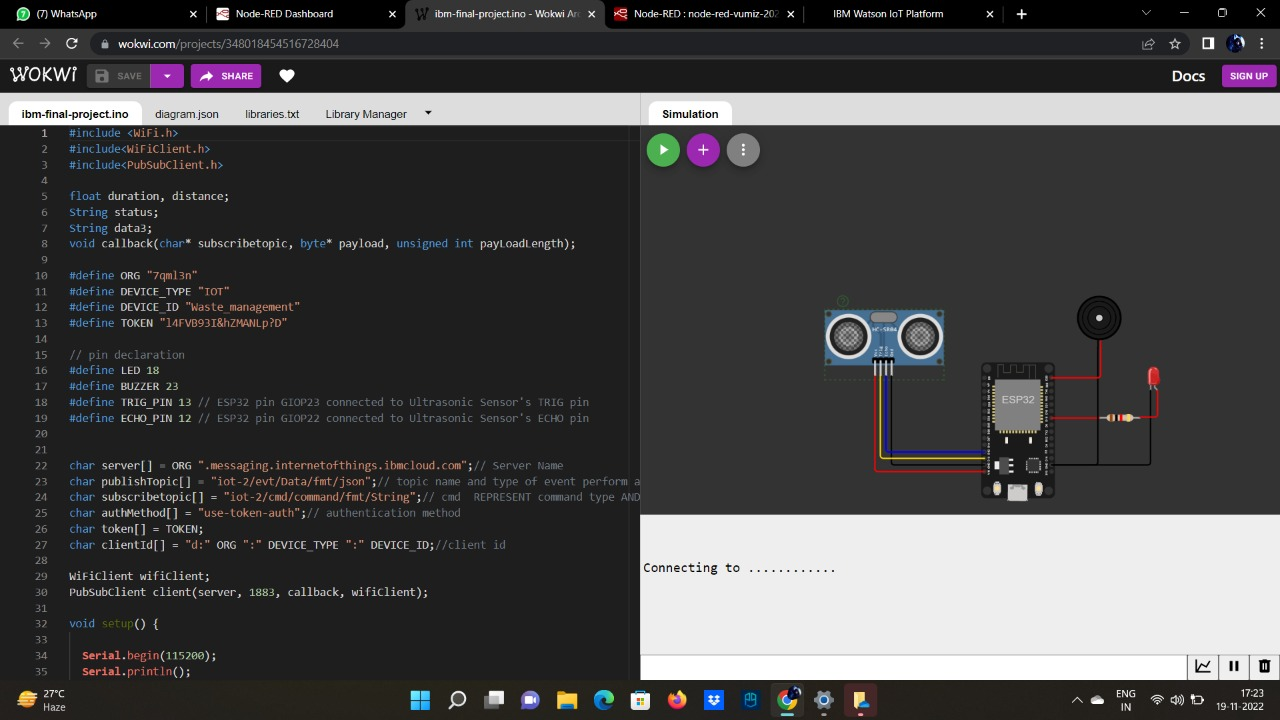 (7) WhatsApp
Node-RED Dashboard
ibm-final-project.ino - Wokwi Ar
Node-RED : node-red-vumiz-202
IBM Watson IoT Platform
wokwi.com/projects/348018454516728404
WOKWi
SAVE
SHARE
Docs
SIGN UP
ibm-final-project.ino
diagram.json
libraries.txt
Library Manager
Simulation
1 #include <WiFi.h>
2 #include<WiFiClient.h>
3 #include<PubSubClient.h>
4
5 float duration, distance;
6 String status;
7 String data3;
8 void callback(char* subscribetopic, byte* payload, unsigned int payLoadLength);
9
10 #define ORG "7qml3n"
11 #define DEVICE_TYPE "IOT"
12 #define DEVICE_ID "Waste_management"
13 #define TOKEN "l4FVB93I&hZMANLp?D"
14
15 // pin declaration
16 #define LED 18
17 #define BUZZER 23
18 #define TRIG_PIN 13 // ESP32 pin GIOP23 connected to Ultrasonic Sensor's TRIG pin
19 #define ECHO_PIN 12 // ESP32 pin GIOP22 connected to Ultrasonic Sensor's ECHO pin
20
21
22 char server[] = ORG ".messaging.internetofthings.ibmcloud.com";// Server Name
23 char publishTopic[] = "iot-2/evt/Data/fmt/json";// topic name and type of event perform a
24 char subscribetopic[] = "iot-2/cmd/command/fmt/String";// cmd  REPRESENT command type AND
25 char authMethod[] = "use-token-auth";// authentication method
26 char token[] = TOKEN;
27 char clientId[] = "d:" ORG ":" DEVICE_TYPE ":" DEVICE_ID;//client id
28
29 WiFiClient wifiClient;
30 PubSubClient client(server, 1883, callback, wifiClient);
31
32 void setup() {
33
34 Serial.begin(115200);
35 Serial.println();
HC-SR04
ESP32
Connecting to ............
27°C
Haze
ENG
IN
17:23
19-11-2022